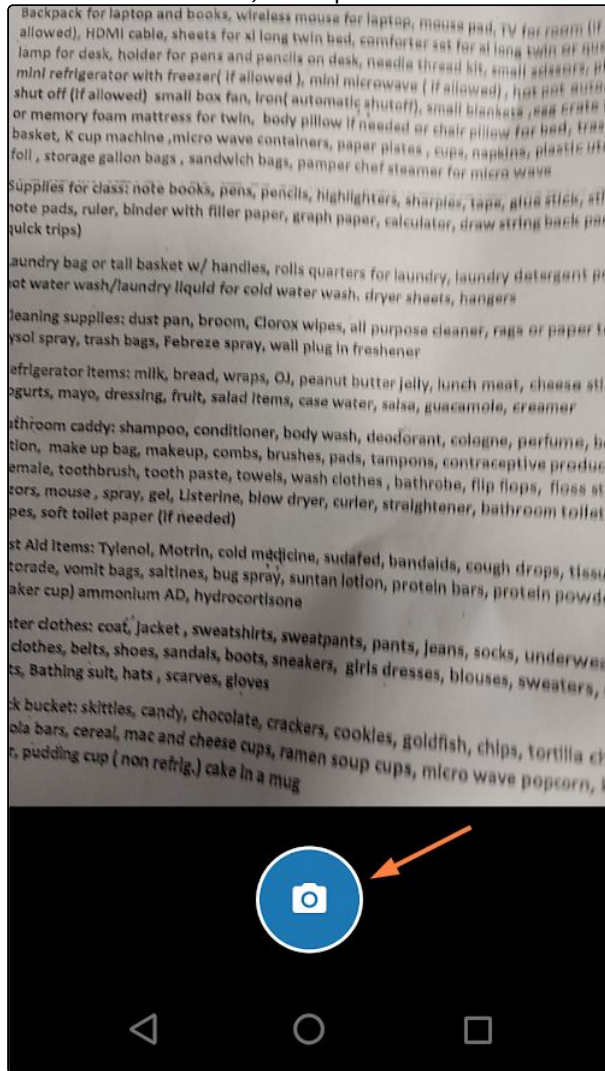 Backpack for laptop and books, wireless mouse for laptop, mouse pad, TV for room (if
allowed), HDMI cable, sheets for xl long twin bed, comforter set for xl long twin or
lamp for desk, holder for pens and pencils on desk, needle thread kit, small scissors,
mini refrigerator with freezer( if allowed ), mini microwave ( if allowed) , hot pot
shut off (if allowed) small box fan, iron( automatic shutoff), small blankets ,egg crate
or memory foam mattress for twin, body pillow if needed or chair pillow for bed,
basket, K cup machine ,micro wave containers, paper plates , cups, napkins, plastic
foil , storage gallon bags , sandwich bags, pamper chef steamer for micro wave
Supplies for class: note books, pens, pencils, highlighters, sharpies, tape, glue stick,
note pads, ruler, binder with filler paper, graph paper, calculator, draw string back
quick trips)
aundry bag or tall basket w/ handles, rolls quarters for laundry, laundry detergent
ot water wash/laundry liquid for cold water wash, dryer sheets, hangers
leaning supplies: dust pan, broom, Clorox wipes, all purpose cleaner, rags or paper
ysol spray, trash bags, Febreze spray, wall plug in freshener
efrigerator items: milk, bread, wraps, OJ, peanut butter jelly, lunch meat, cheese
ogurts, mayo, dressing, fruit, salad items, case water, salsa, guacamole, creamer
athroom caddy: shampoo, conditioner, body wash, deodorant, cologne, perfume,
tion, make up bag, makeup, combs, brushes, pads, tampons, contraceptive
emale, toothbrush, tooth paste, towels, wash clothes , bathrobe, flip flops, floss
zors, mouse , spray, gel, Listerine, blow dryer, curler, straightener, bathroom toilet
pes, soft toilet paper (if needed)
st Aid items: Tylenol, Motrin, cold medicine, sudafed, bandaids, cough drops,
torade, vomit bags, saltines, bug spray, suntan lotion, protein bars, protein
aker cup) ammonium AD, hydrocortisone
ter clothes: coat, jacket , sweatshirts, sweatpants, pants, jeans, socks,
clothes, belts, shoes, sandals, boots, sneakers, girls dresses, blouses, sweaters,
ts, Bathing suit, hats , scarves, gloves
ck bucket: skittles, candy, chocolate, crackers, cookies, goldfish, chips, tortilla
ola bars, cereal, mac and cheese cups, ramen soup cups, micro wave popcorn,
r, pudding cup ( non refrig.) cake in a mug